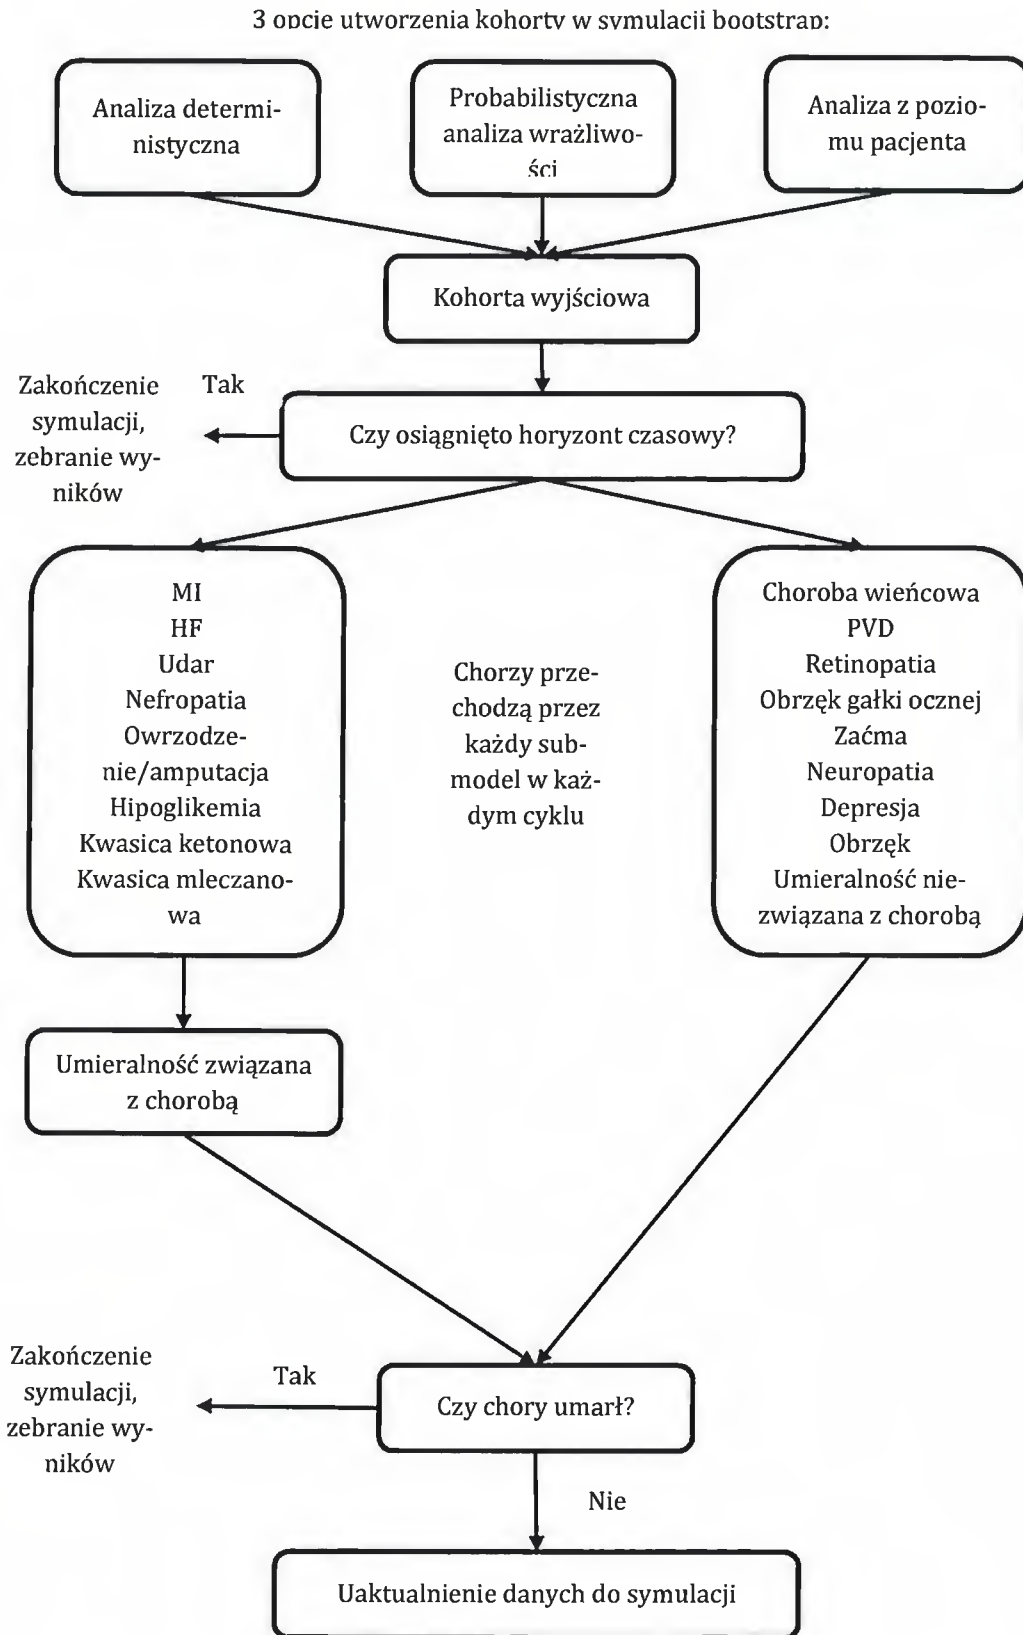 3 opcje utworzenia kohorty w symulacji bootstrap:
Analiza determi-
nistyczna
Probabilistyczna
analiza wrażliwo-
ści
Analiza z pozio-
mu pacjenta
Kohorta wyjściowa
Zakończenie
symulacji,
zebranie wy-
ników
Tak
Czy osiągnięto horyzont czasowy?
MI
HF
Udar
Nefropatia
Owrzodze-
nie/amputacja
Hipoglikemia
Kwasica ketonowa
Kwasica mleczano-
wa
Chorzy prze-
chodzą przez
każdy sub-
model w każ-
dym cyklu
Choroba wieńcowa
PVD
Retinopatia
Obrzęk gałki ocznej
Zaćma
Neuropatia
Depresja
Obrzęk
Umieralność nie-
związana z chorobą
Umieralność związana
z chorobą
Zakończenie
symulacji,
zebranie wy-
ników
Tak
Czy chory umarł?
Nie
Uaktualnienie danych do symulacji